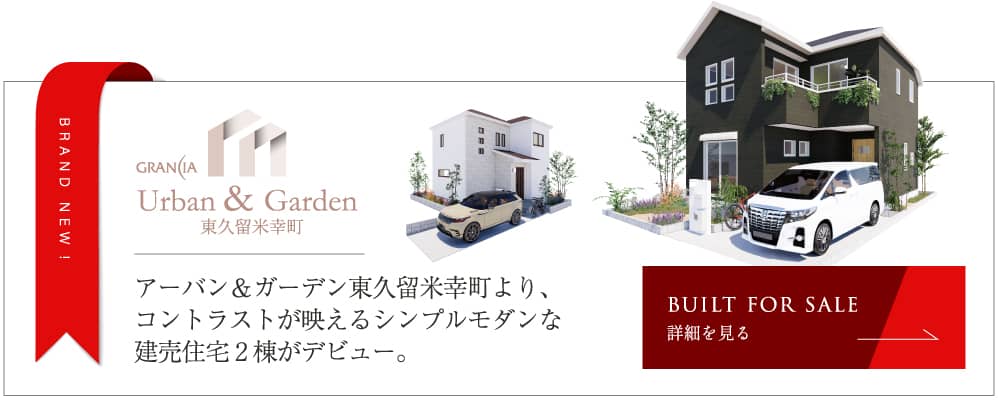 BRAND NEW!
GRANCIA
Urban & Garden
東久留米幸町
アーバン＆ガーデン東久留米幸町より、
コントラストが映えるシンプルモダンな
建売住宅２棟がデビュー。
BUILT FOR SALE
詳細を見る